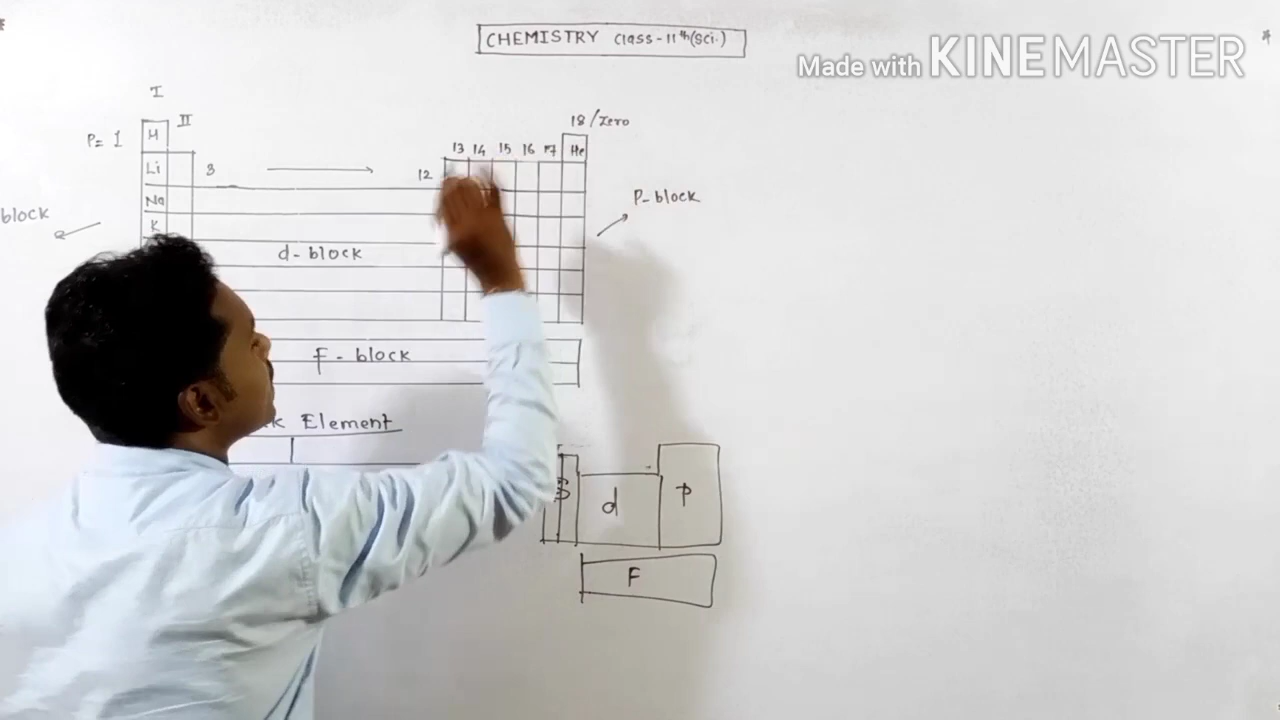 CHEMISTRY Class-11th (Sci.)
Made with KINEMASTER
I
II
18/Zero
P= 1 H
13 14 15 16 17 He
Li 3 12
Na
P-block
K
block
d-block
F-block
Element
S d P
F